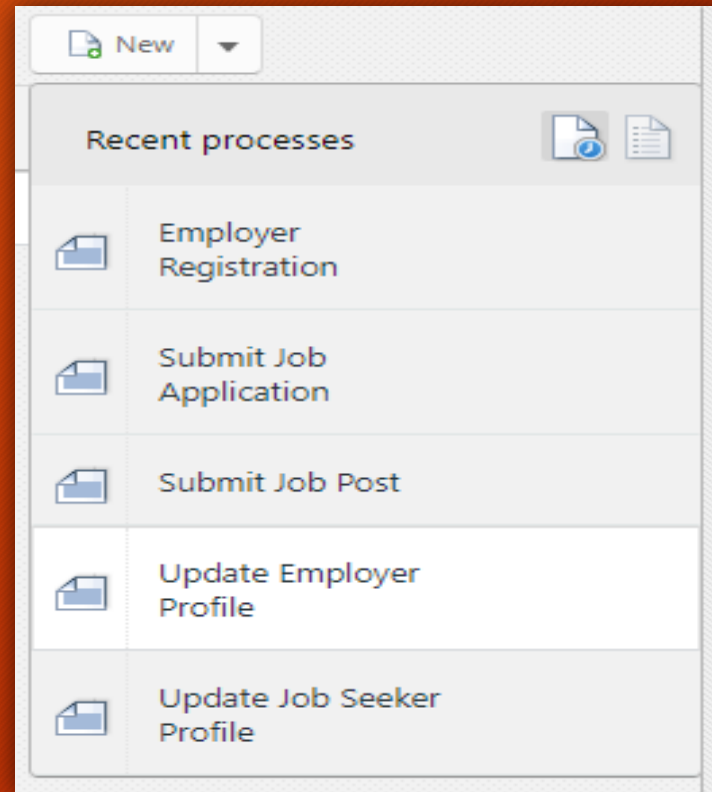 New
Recent processes
Employer
Registration
Submit Job
Application
Submit Job Post
Update Employer
Profile
Update Job Seeker
Profile